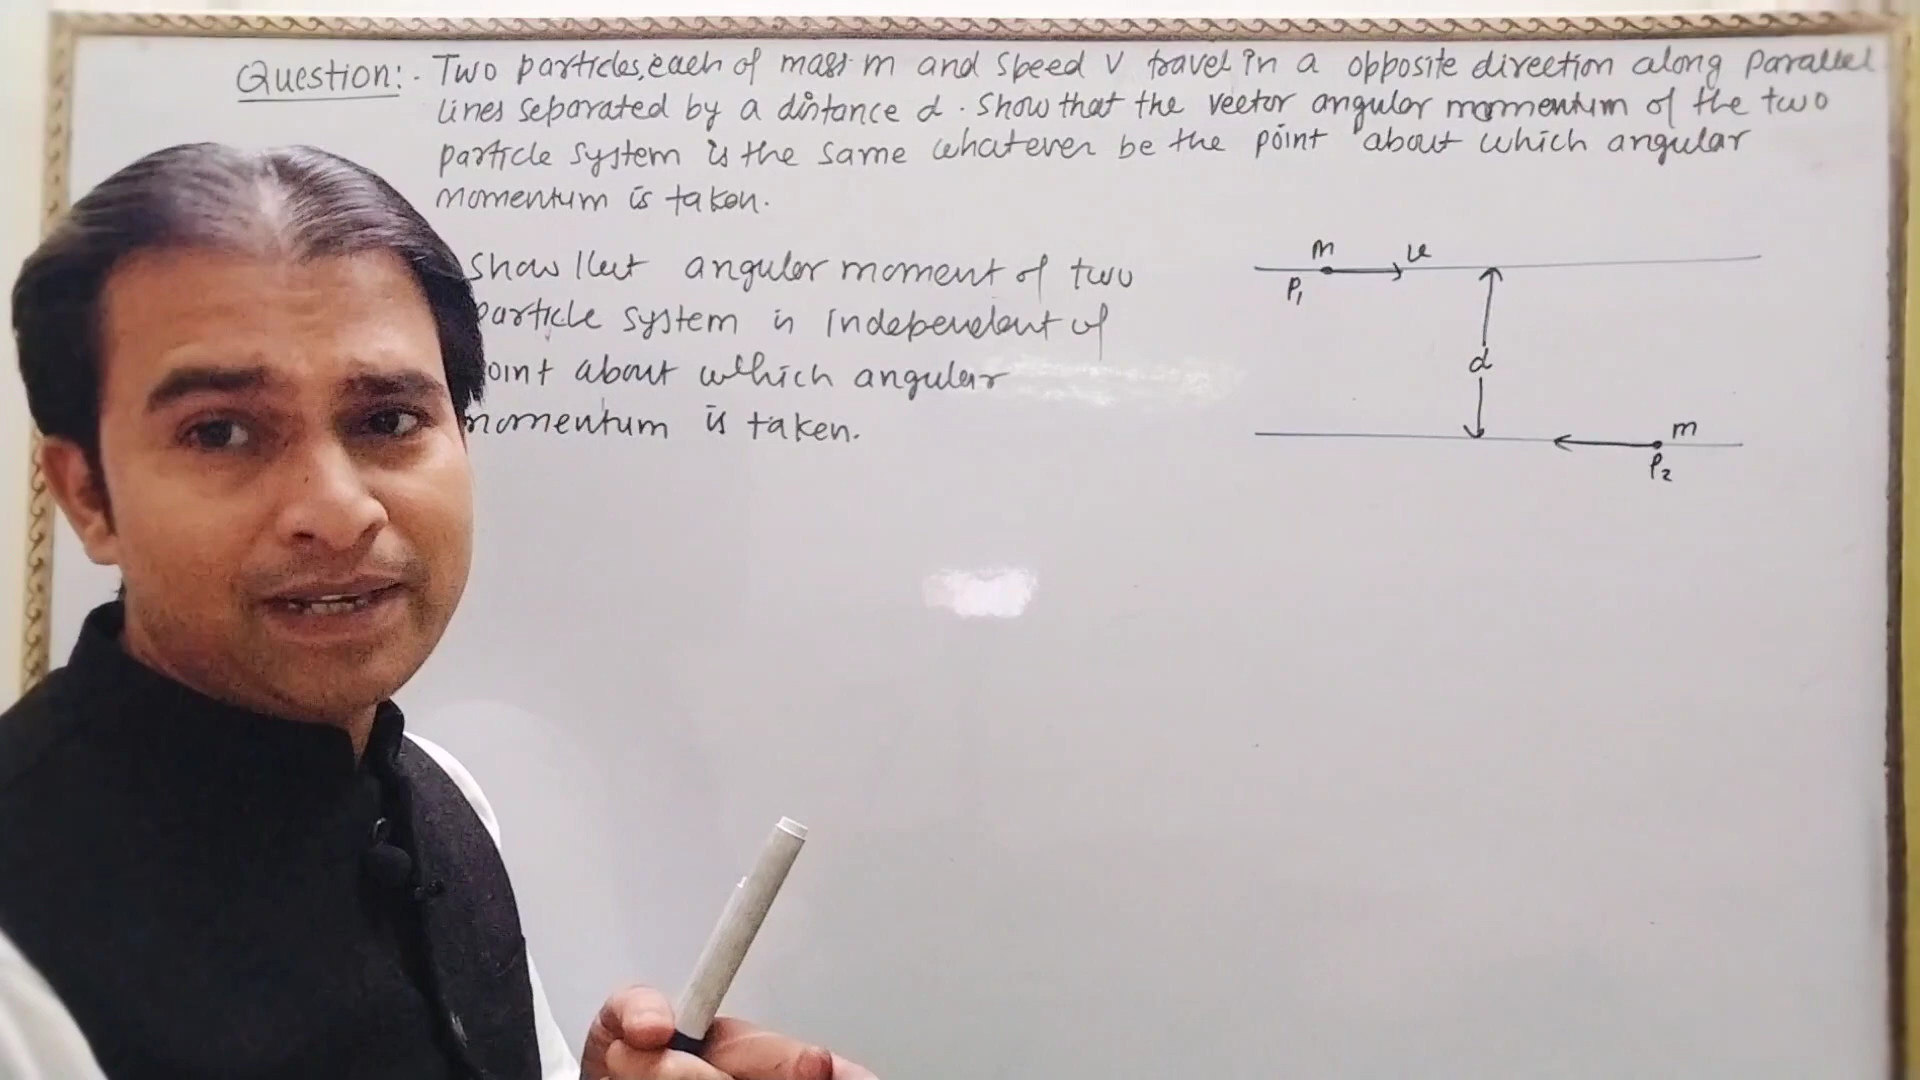 Question:- Two particles, each of mass m and speed v travel in a opposite direction along parallel
lines separated by a distance d. Show that the vector angular momentum of the two
particle system is the same whatever be the point about which angular
momentum is taken.
Show that angular moment of two
particle system is independent of
oint about which angular
momentum is taken.
m v
P1
d
m
P2